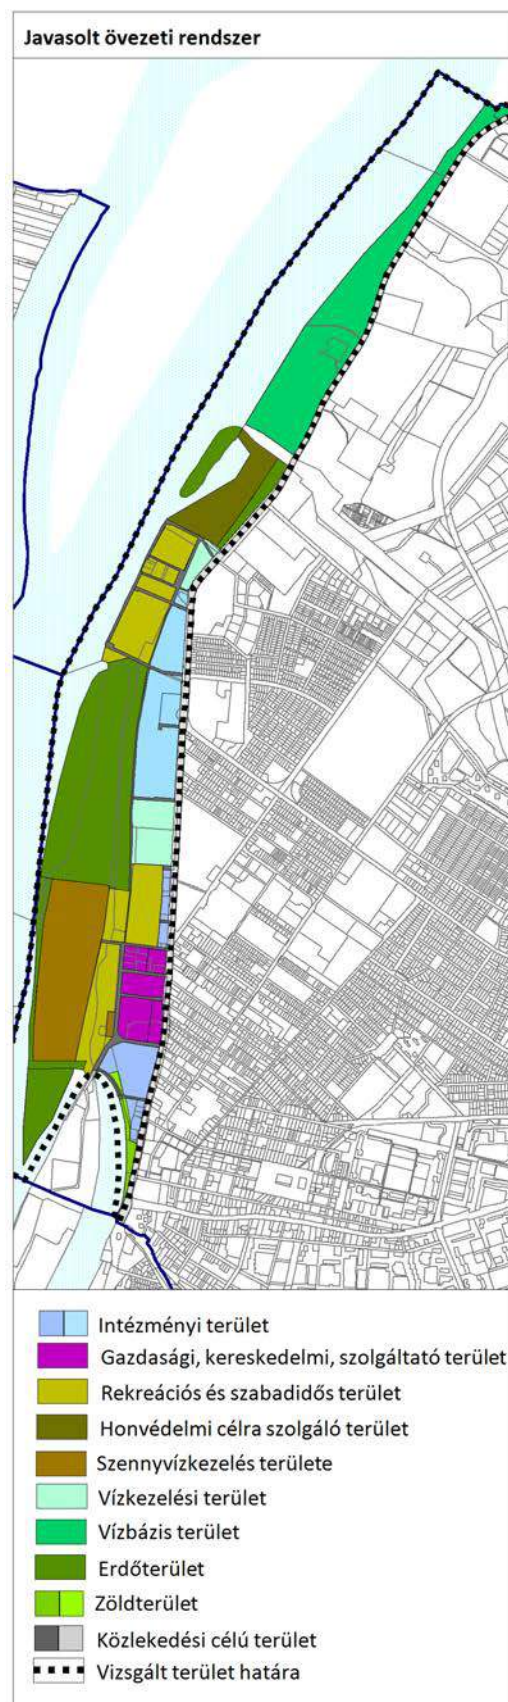 Javasolt övezeti rendszer
Intézményi terület
Gazdasági, kereskedelmi, szolgáltató terület
Rekreációs és szabadidős terület
Honvédelmi célra szolgáló terület
Szennyvízkezelés területe
Vízkezelési terület
Vízbázis terület
Erdőterület
Zöldterület
Közlekedési célú terület
Vizsgált terület határa